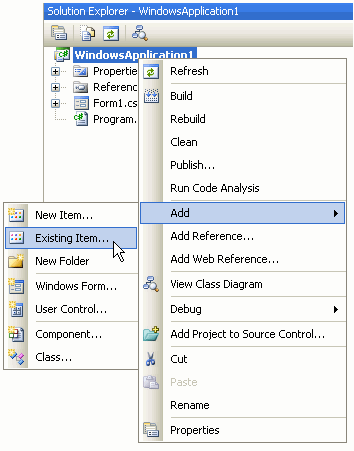 Solution Explorer - WindowsApplication1
WindowsApplication1
Propertie
Reference
Form1.cs
Program.
Refresh
Build
Rebuild
Clean
Publish...
Run Code Analysis
Add
Add Reference...
Add Web Reference...
View Class Diagram
Debug
Add Project to Source Control...
Cut
Paste
Rename
Properties
New Item...
Existing Item...
New Folder
Windows Form...
User Control...
Component...
Class...